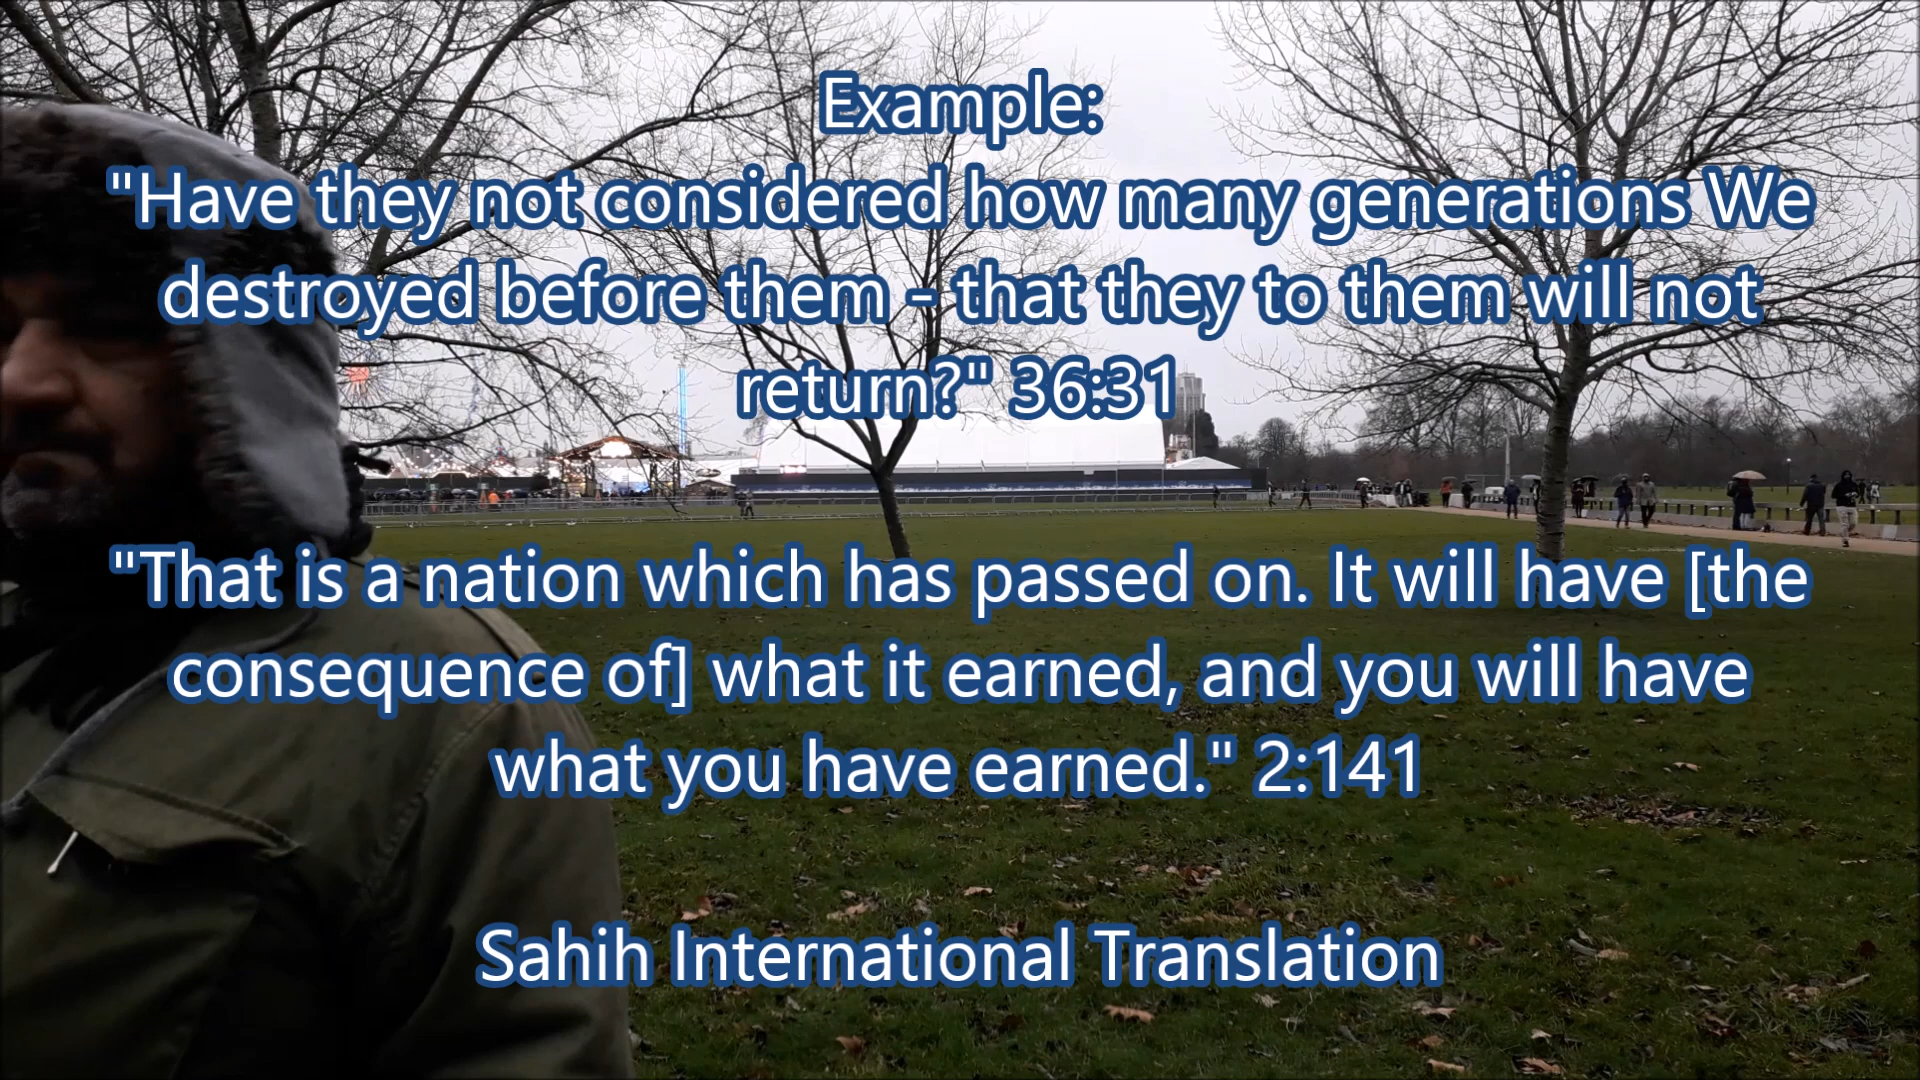 Example:
"Have they not considered how many generations We
destroyed before them - that they to them will not
return?" 36:31
"That is a nation which has passed on. It will have [the
consequence of] what it earned, and you will have
what you have earned." 2:141
Sahih International Translation